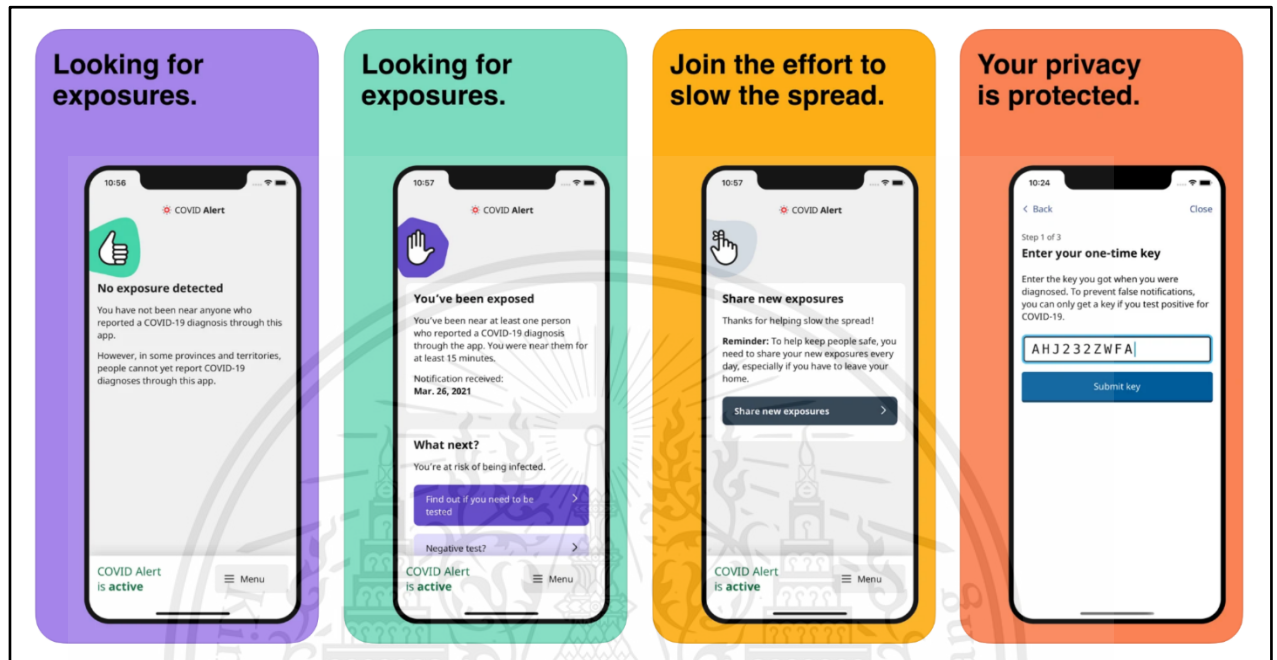 Looking for
exposures.
10:56
COVID Alert
No exposure detected
You have not been near anyone who
reported a COVID-19 diagnosis through this
app.
However, in some provinces and territories,
people cannot yet report COVID-19
diagnoses through this app.
COVID Alert
is active
Menu
Looking for
exposures.
10:57
COVID Alert
You've been exposed
You've been near at least one person
who reported a COVID-19 diagnosis
through the app. You were near them for
at least 15 minutes.
Notification received:
Mar. 26, 2021
What next?
You're at risk of being infected.
Find out if you need to be
tested
Negative test?
COVID Alert
is active
Menu
Join the effort to
slow the spread.
10:57
COVID Alert
Share new exposures
Thanks for helping slow the spread!
Reminder: To help keep people safe, you
need to share your new exposures every
day, especially if you have to leave your
home.
Share new exposures
COVID Alert
is active
Menu
Your privacy
is protected.
10:24
Back
Close
Step 1 of 3
Enter your one-time key
Enter the key you got when you were
diagnosed. To prevent false notifications,
you can only get a key if you test positive for
COVID-19.
AHJ232ZWFA
Submit key